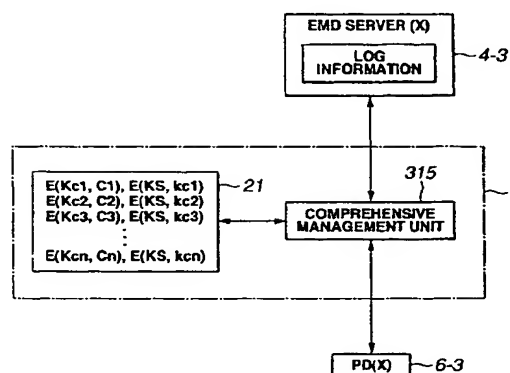 EMD SERVER (X)
LOG
INFORMATION
4-3
E(Kc1, C1), E(KS, kc1)
E(Kc2, C2), E(KS, kc2)
E(Kc3, C3), E(KS, kc3)
⋮
E(Kcn, Cn), E(KS, kcn)
21
315
COMPREHENSIVE
MANAGEMENT UNIT
PD(X)
6-3